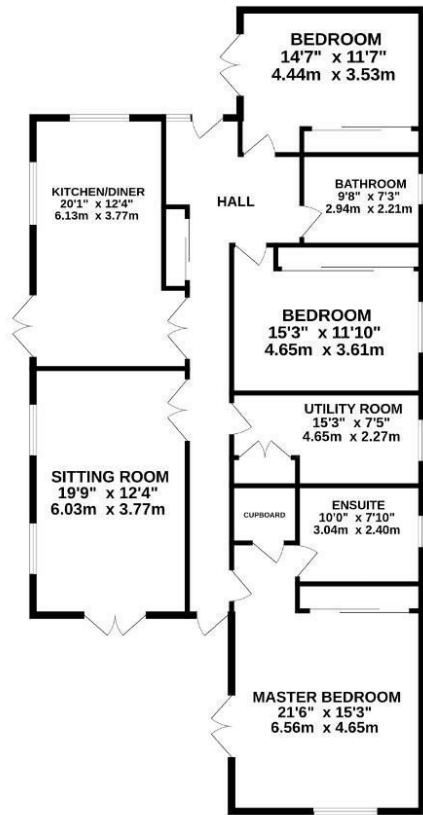 BEDROOM
14'7" x 11'7"
4.44m x 3.53m
KITCHEN/DINER
20'1" x 12'4"
6.13m x 3.77m
HALL
BATHROOM
9'8" x 7'3"
2.94m x 2.21m
BEDROOM
15'3" x 11'10"
4.65m x 3.61m
UTILITY ROOM
15'3" x 7'5"
4.65m x 2.27m
SITTING ROOM
19'9" x 12'4"
6.03m x 3.77m
CUPBOARD
ENSUITE
10'0" x 7'10"
3.04m x 2.40m
MASTER BEDROOM
21'6" x 15'3"
6.56m x 4.65m